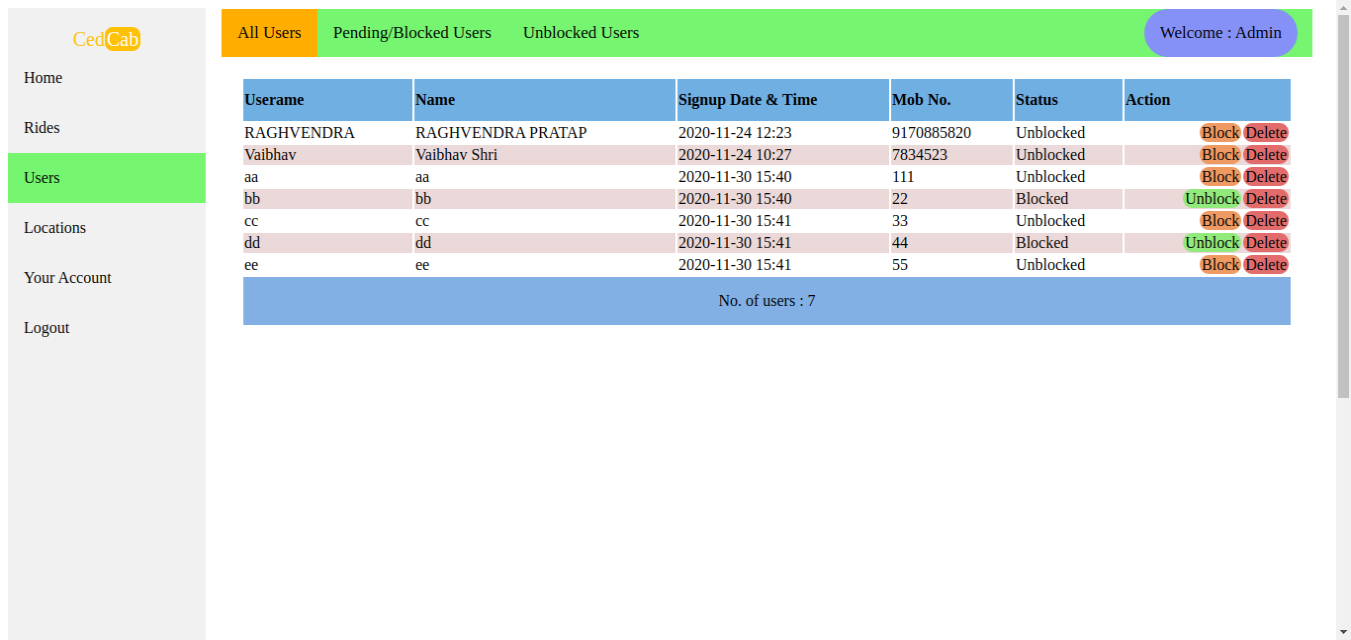 CedCab
Home
Rides
Users
Locations
Your Account
Logout
All Users Pending/Blocked Users Unblocked Users Welcome : Admin
Userame Name Signup Date & Time Mob No. Status Action
RAGHVENDRA RAGHVENDRA PRATAP 2020-11-24 12:23 9170885820 Unblocked Block Delete
Vaibhav Vaibhav Shri 2020-11-24 10:27 7834523 Unblocked Block Delete
aa aa 2020-11-30 15:40 111 Unblocked Block Delete
bb bb 2020-11-30 15:40 22 Blocked Unblock Delete
cc cc 2020-11-30 15:41 33 Unblocked Block Delete
dd dd 2020-11-30 15:41 44 Blocked Unblock Delete
ee ee 2020-11-30 15:41 55 Unblocked Block Delete
No. of users : 7